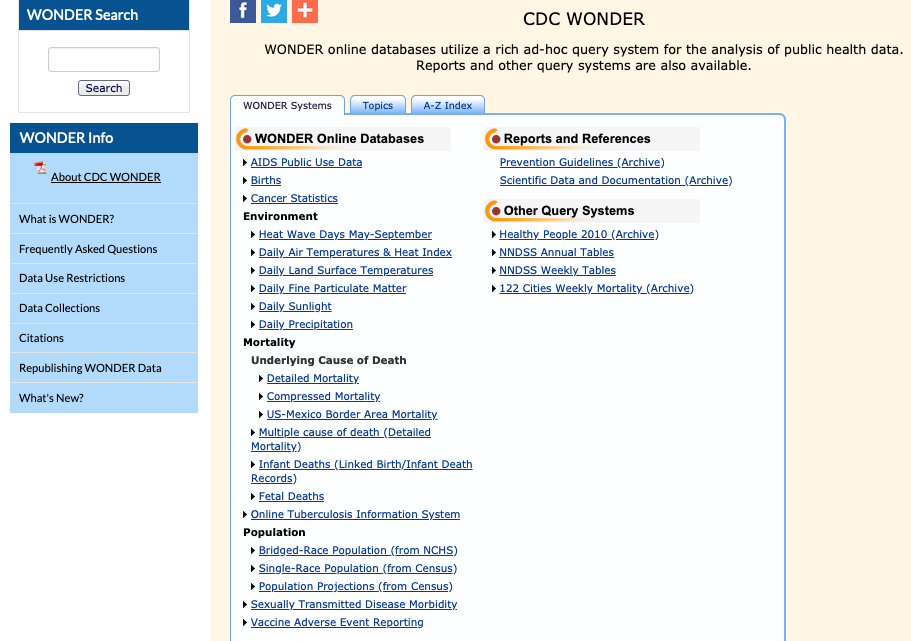 WONDER Search
Search
WONDER Info
About CDC WONDER
What is WONDER?
Frequently Asked Questions
Data Use Restrictions
Data Collections
Citations
Republishing WONDER Data
What's New?
CDC WONDER
WONDER online databases utilize a rich ad-hoc query system for the analysis of public health data.
Reports and other query systems are also available.
WONDER Systems
Topics
A-Z Index
WONDER Online Databases
AIDS Public Use Data
Births
Cancer Statistics
Environment
Heat Wave Days May-September
Daily Air Temperatures & Heat Index
Daily Land Surface Temperatures
Daily Fine Particulate Matter
Daily Sunlight
Daily Precipitation
Mortality
Underlying Cause of Death
Detailed Mortality
Compressed Mortality
US-Mexico Border Area Mortality
Multiple cause of death (Detailed
Mortality)
Infant Deaths (Linked Birth/Infant Death
Records)
Fetal Deaths
Online Tuberculosis Information System
Population
Bridged-Race Population (from NCHS)
Single-Race Population (from Census)
Population Projections (from Census)
Sexually Transmitted Disease Morbidity
Vaccine Adverse Event Reporting
Reports and References
Prevention Guidelines (Archive)
Scientific Data and Documentation (Archive)
Other Query Systems
Healthy People 2010 (Archive)
NNDSS Annual Tables
NNDSS Weekly Tables
122 Cities Weekly Mortality (Archive)